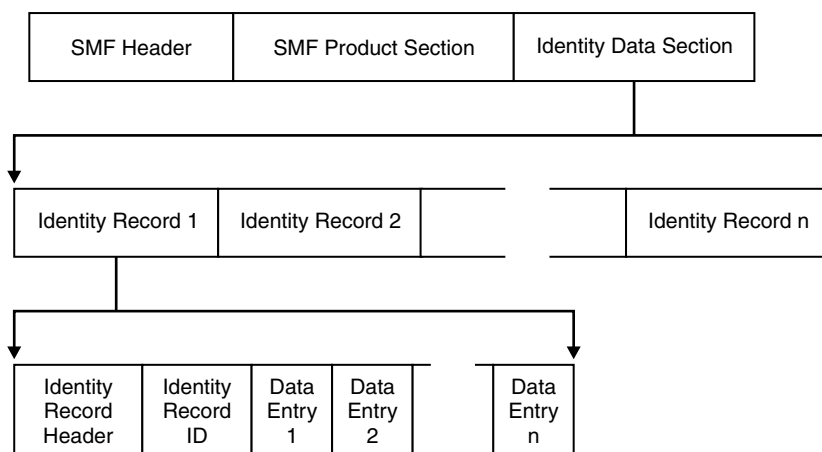 SMF Header
SMF Product Section
Identity Data Section
Identity Record 1
Identity Record 2
Identity Record n
Identity
Record
Header
Identity
Record
ID
Data
Entry
1
Data
Entry
2
Data
Entry
n